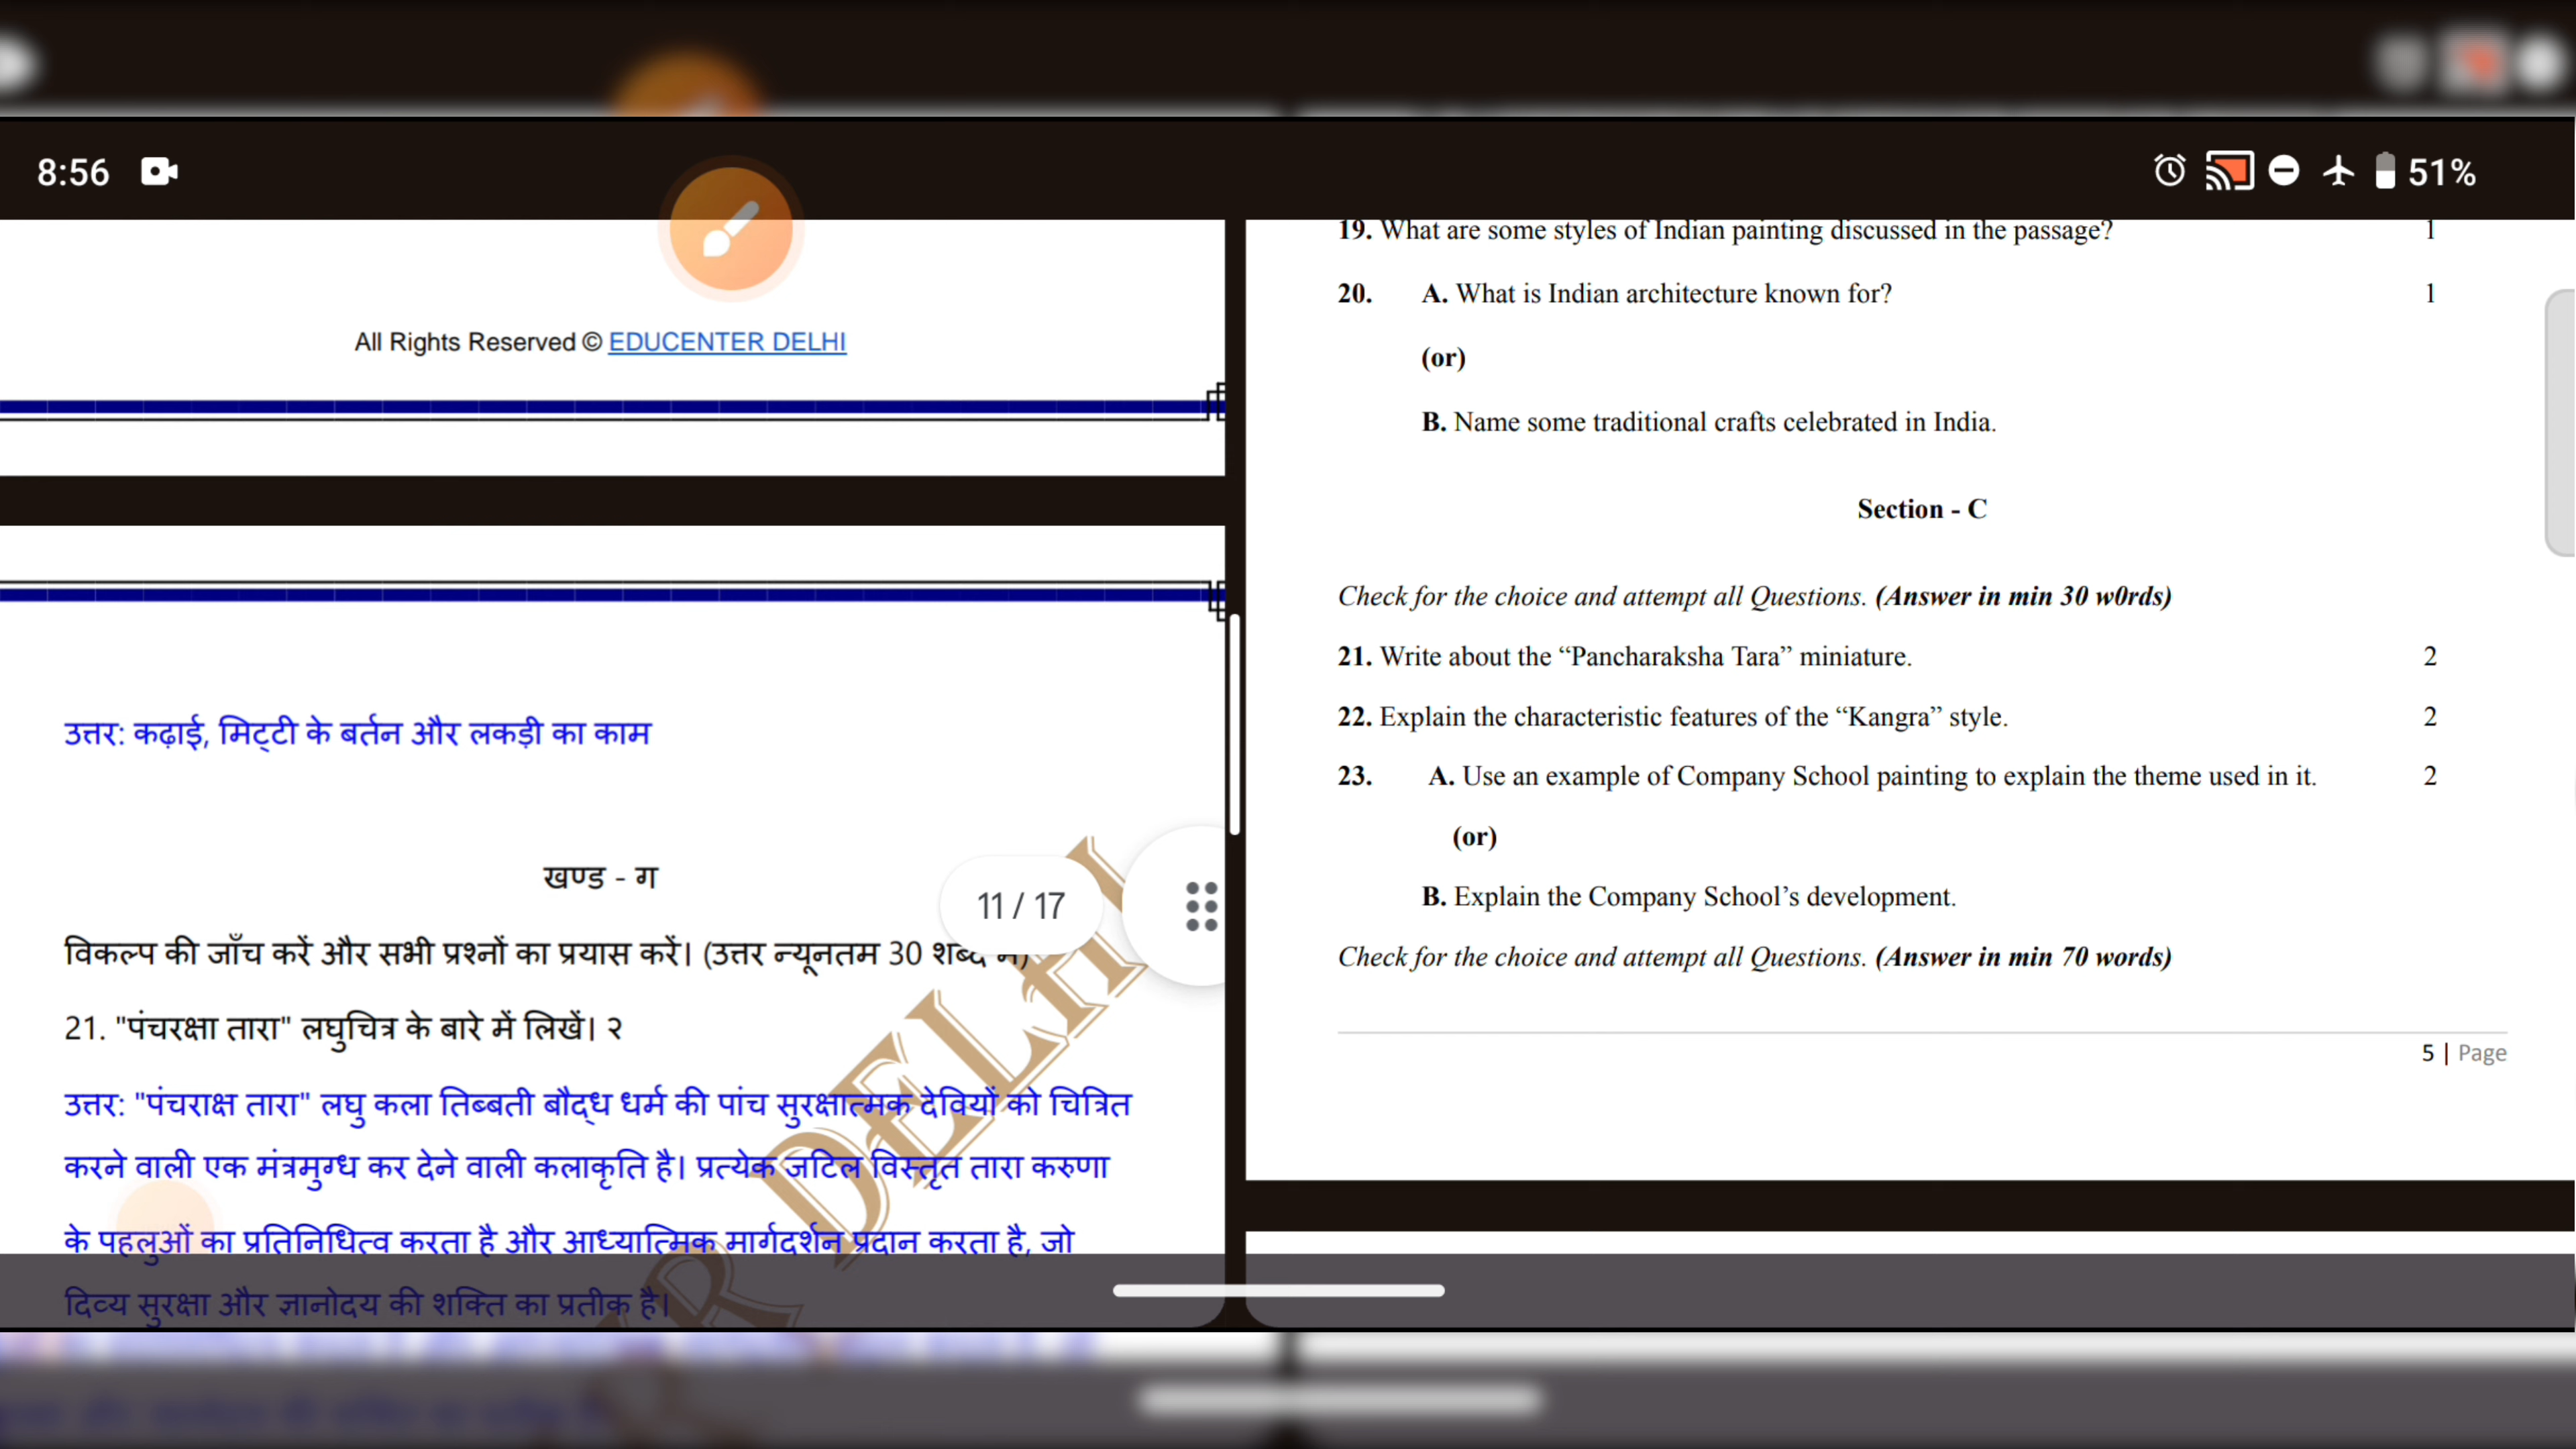 8:56
51%
All Rights Reserved © EDUCENTER DELHI
उत्तर: कढ़ाई, मिट्टी के बर्तन और लकड़ी का काम
खण्ड - ग
11 / 17
विकल्प की जाँच करें और सभी प्रश्नों का प्रयास करें। (उत्तर न्यूनतम 30 शब्द में)
21. "पंचरक्षा तारा" लघुचित्र के बारे में लिखें। २
उत्तर: "पंचराक्ष तारा" लघु कला तिब्बती बौद्ध धर्म की पांच सुरक्षात्मक देवियों को चित्रित
करने वाली एक मंत्रमुग्ध कर देने वाली कलाकृति है। प्रत्येक जटिल विस्तृत तारा करुणा
के पहलुओं का प्रतिनिधित्व करता है और आध्यात्मिक मार्गदर्शन प्रदान करता है, जो
दिव्य सुरक्षा और ज्ञानोदय की शक्ति का प्रतीक है।
R DELHI
19. What are some styles of Indian painting discussed in the passage? 1
20. A. What is Indian architecture known for? 1
(or)
B. Name some traditional crafts celebrated in India.
Section - C
Check for the choice and attempt all Questions. (Answer in min 30 w0rds)
21. Write about the “Pancharaksha Tara” miniature. 2
22. Explain the characteristic features of the “Kangra” style. 2
23. A. Use an example of Company School painting to explain the theme used in it. 2
(or)
B. Explain the Company School’s development.
Check for the choice and attempt all Questions. (Answer in min 70 words)
5 | Page